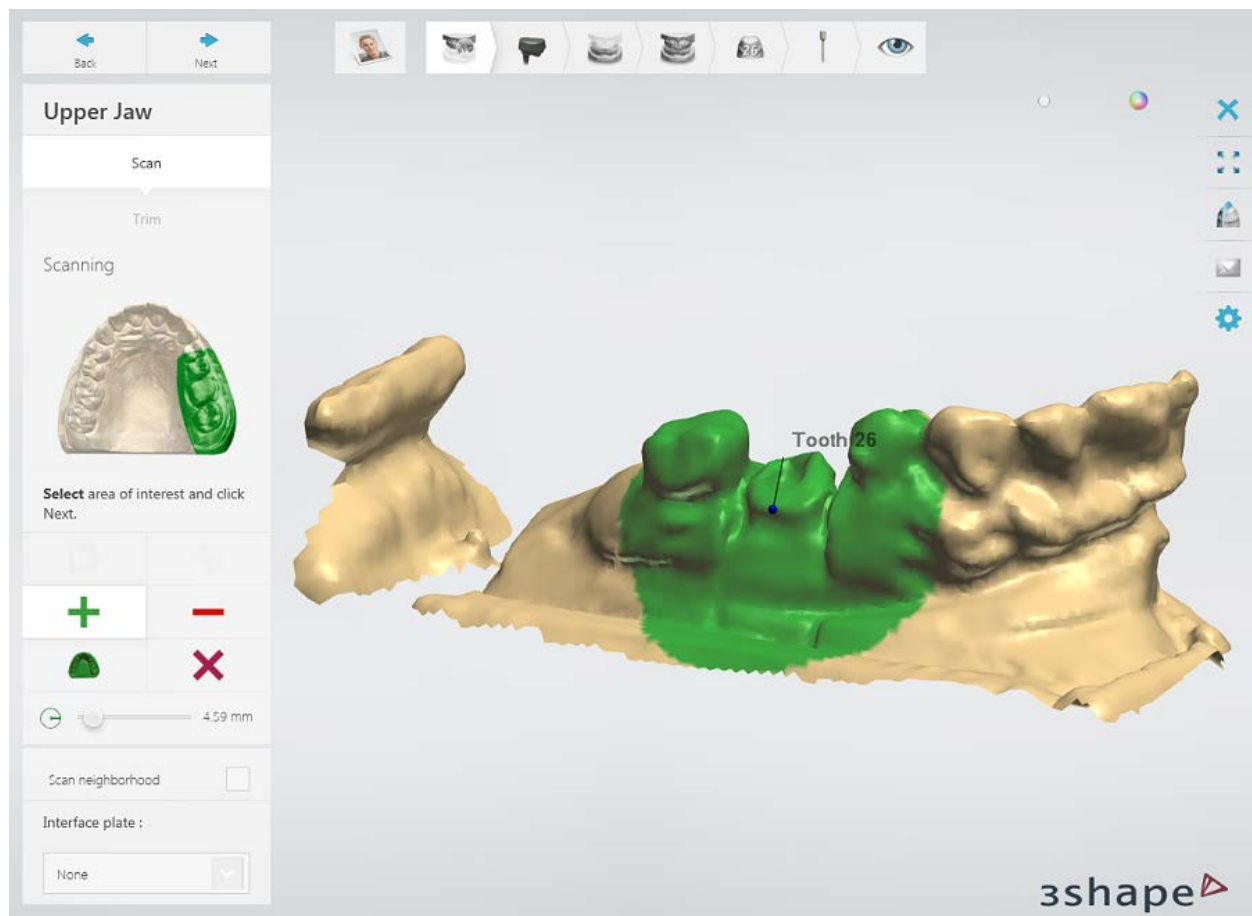 Back
Next
26
Upper Jaw
Scan
Trim
Scanning
Tooth 26
Select area of interest and click
Next.
4.59 mm
Scan neighborhood
Interface plate :
None
3shape